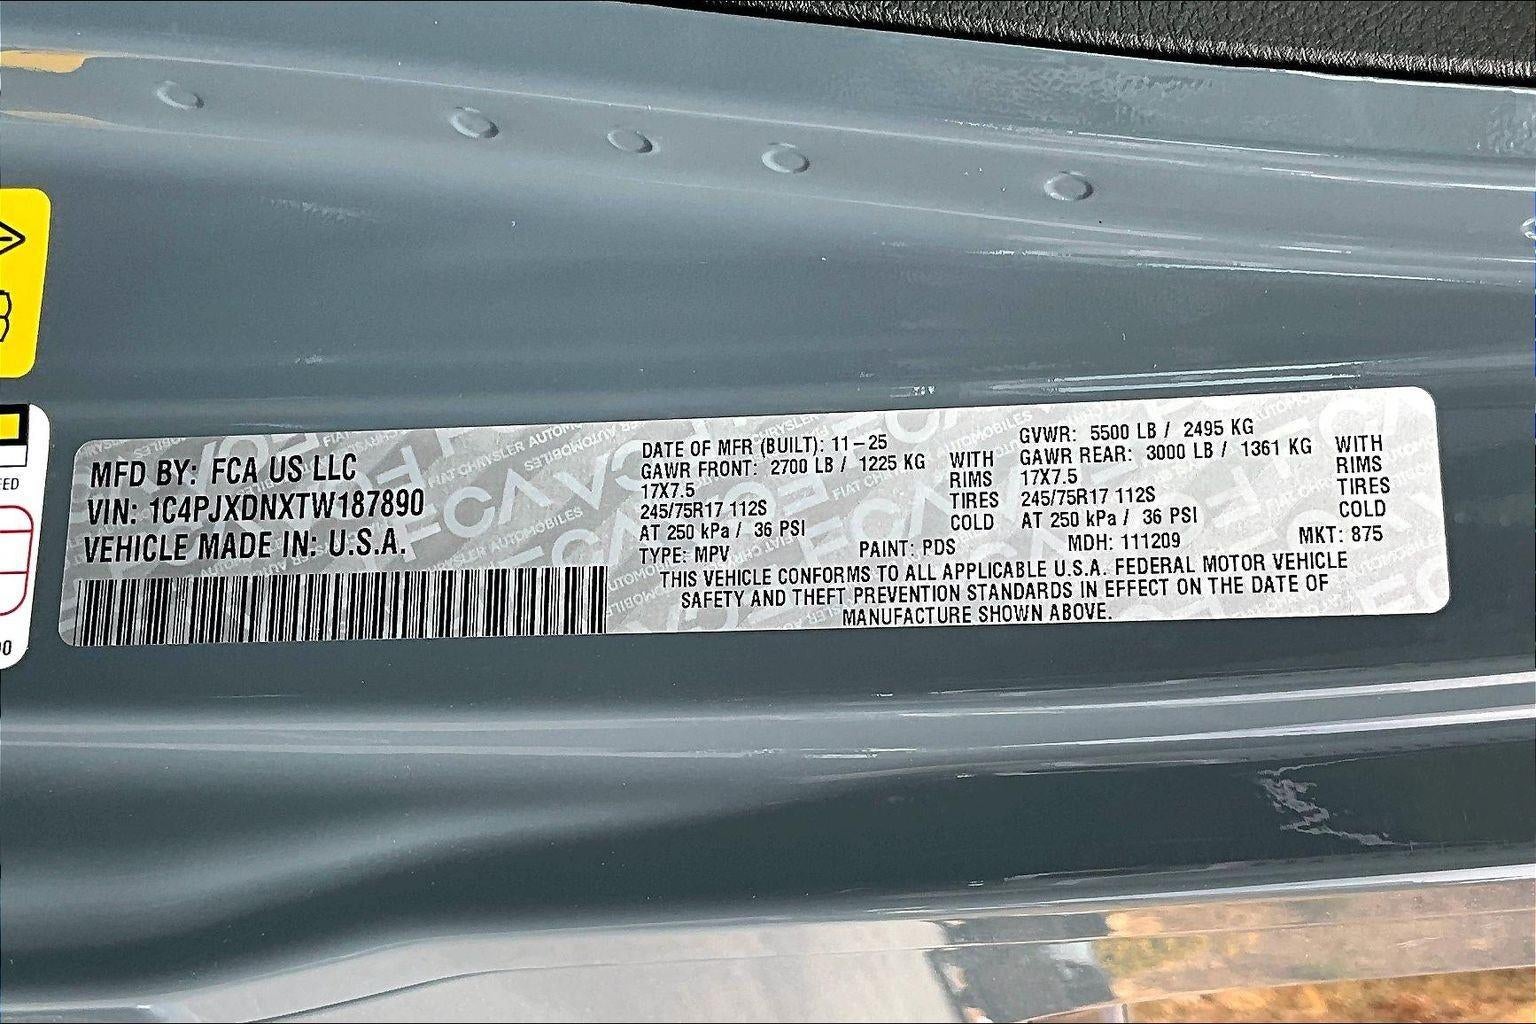 MFD BY: FCA US LLC
VIN: 1C4PJXDNXTW187890
VEHICLE MADE IN: U.S.A.
DATE OF MFR (BUILT): 11-25
GAWR FRONT: 2700 LB / 1225 KG WITH
17X7.5 RIMS
245/75R17 112S TIRES
AT 250 kPa / 36 PSI COLD
GVWR: 5500 LB / 2495 KG
GAWR REAR: 3000 LB / 1361 KG WITH
17X7.5 RIMS
245/75R17 112S TIRES
AT 250 kPa / 36 PSI COLD
TYPE: MPV PAINT: PDS MDH: 111209 MKT: 875
THIS VEHICLE CONFORMS TO ALL APPLICABLE U.S.A. FEDERAL MOTOR VEHICLE
SAFETY AND THEFT PREVENTION STANDARDS IN EFFECT ON THE DATE OF
MANUFACTURE SHOWN ABOVE.